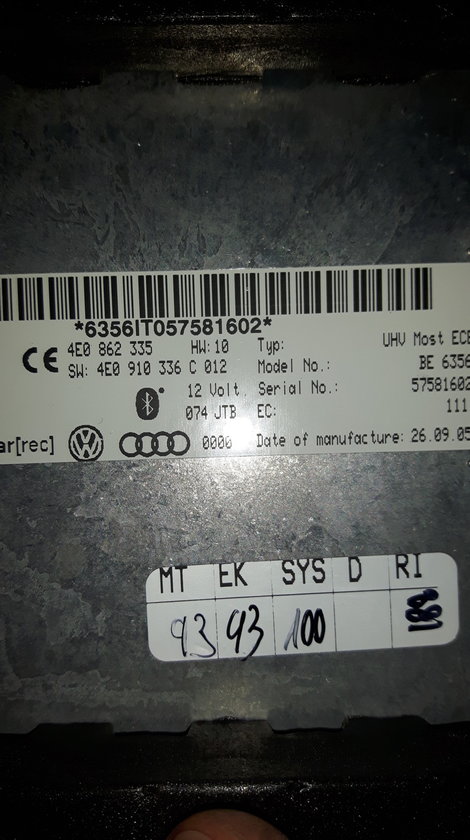 *6356IT057581602*
4E0 862 335 HW:10 Typ: UHV Most ECE
SW: 4E0 910 336 C 012 Model No.: BE 6356
12 Volt Serial No.: 57581602
074 JTB EC: 111
ar[rec] 0000 Date of manufacture: 26.09.05
MT EK SYS D RI
93 93 100